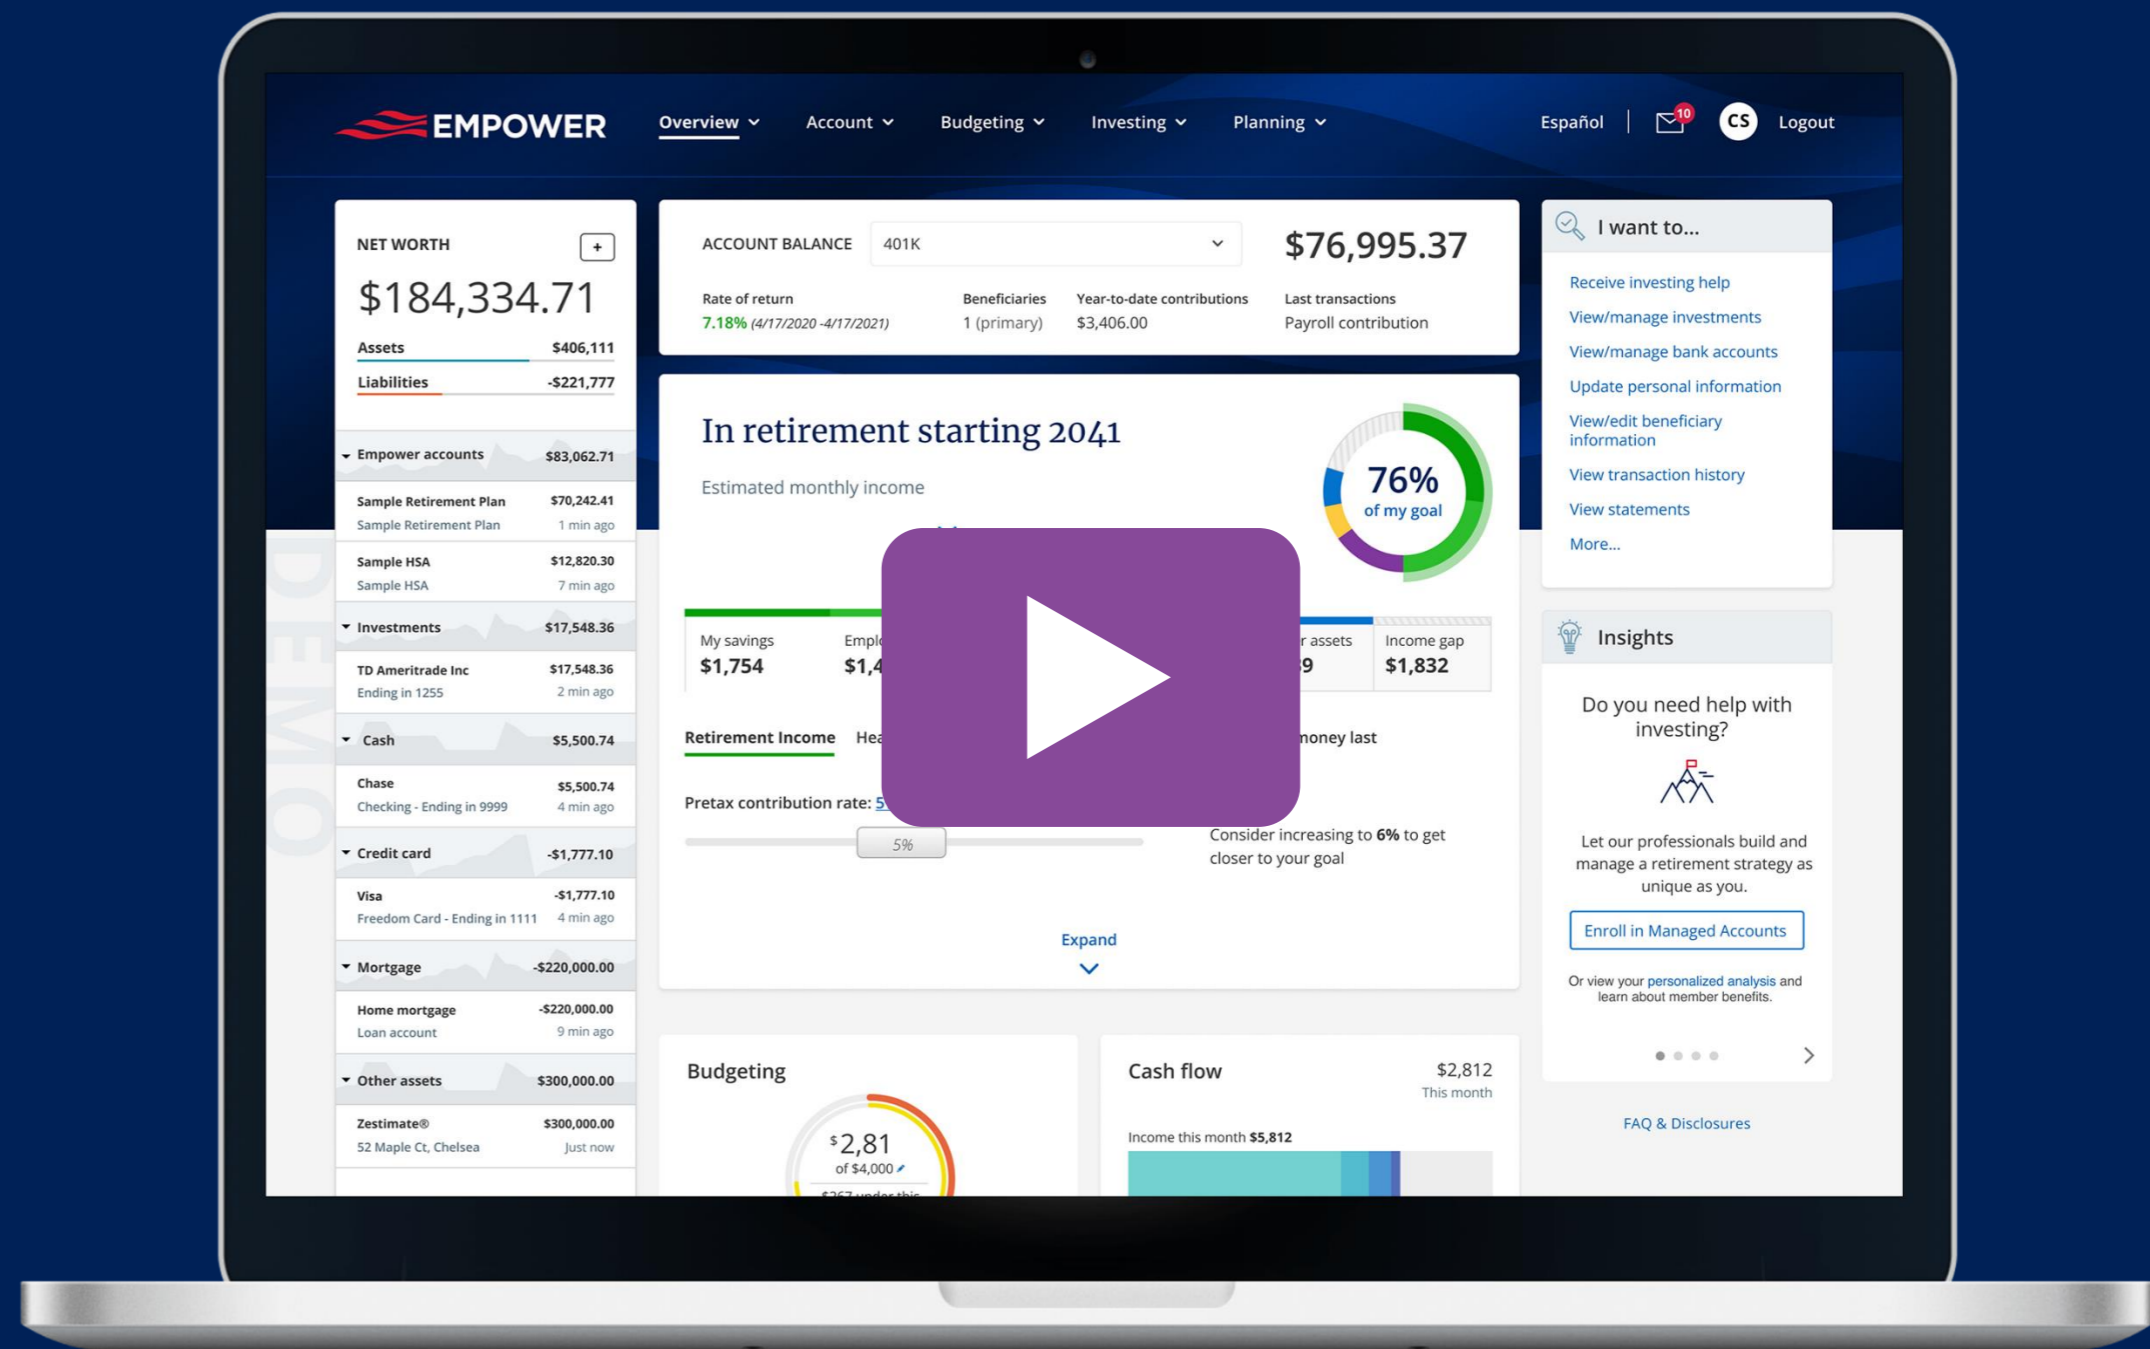 EMPOWER
Overview
Account
Budgeting
Investing
Planning
Español
10
CS
Logout
NET WORTH
+
$184,334.71
Assets $406,111
Liabilities -$221,777
Empower accounts $83,062.71
Sample Retirement Plan $70,242.41
Sample Retirement Plan 1 min ago
Sample HSA $12,820.30
Sample HSA 7 min ago
Investments $17,548.36
TD Ameritrade Inc $17,548.36
Ending in 1255 2 min ago
Cash $5,500.74
Chase $5,500.74
Checking - Ending in 9999 4 min ago
Credit card -$1,777.10
Visa -$1,777.10
Freedom Card - Ending in 1111 4 min ago
Mortgage -$220,000.00
Home mortgage -$220,000.00
Loan account 9 min ago
Other assets $300,000.00
Zestimate® $300,000.00
52 Maple Ct, Chelsea Just now
DEMO
ACCOUNT BALANCE 401K $76,995.37
Rate of return Beneficiaries Year-to-date contributions Last transactions
7.18% (4/17/2020 -4/17/2021) 1 (primary) $3,406.00 Payroll contribution
In retirement starting 2041
Estimated monthly income
76%
of my goal
My savings
$1,754
$1,4
assets
9
Income gap
$1,832
Retirement Income
money last
Pretax contribution rate: 5
5%
Consider increasing to 6% to get
closer to your goal
Expand
Budgeting
$2,81
of $4,000
$367 under this
Cash flow $2,812
This month
Income this month $5,812
I want to...
Receive investing help
View/manage investments
View/manage bank accounts
Update personal information
View/edit beneficiary
information
View transaction history
View statements
More...
Insights
Do you need help with
investing?
Let our professionals build and
manage a retirement strategy as
unique as you.
Enroll in Managed Accounts
Or view your personalized analysis and
learn about member benefits.
FAQ & Disclosures